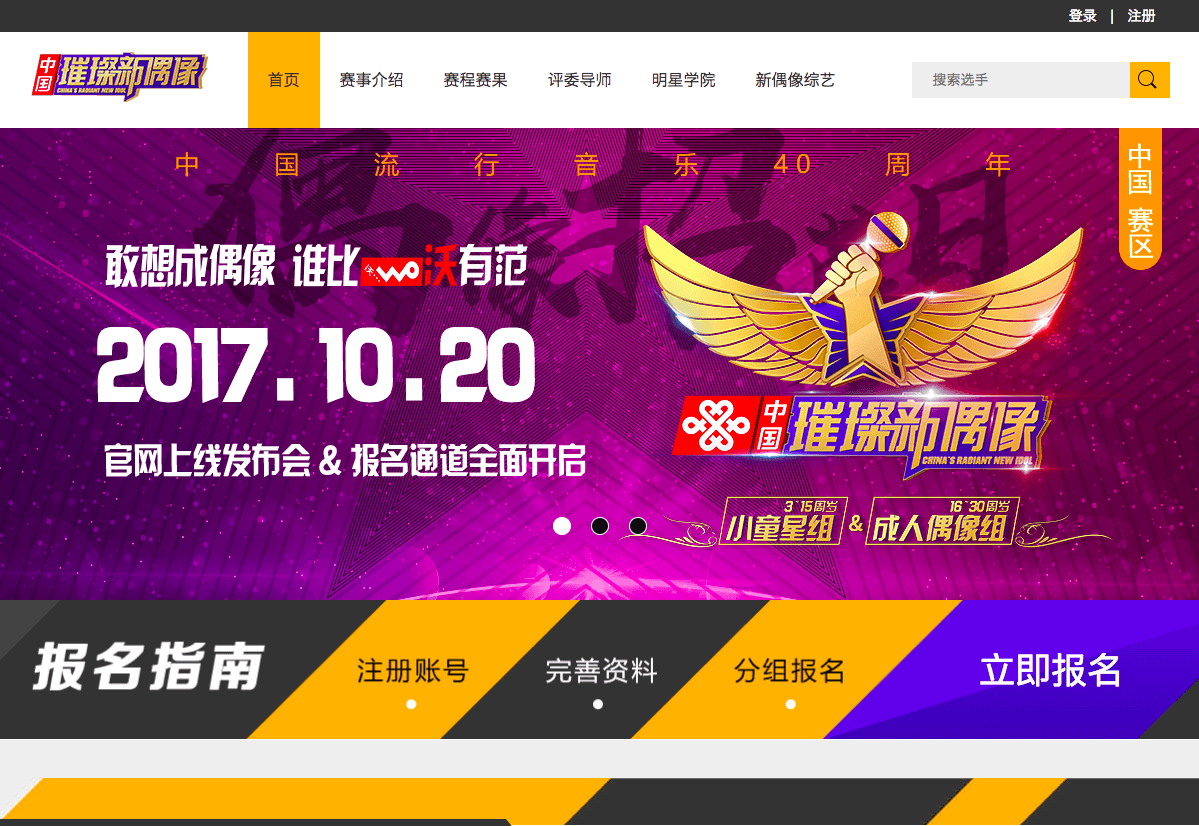 登录 | 注册
中国 璀璨新偶像
CHINA'S RADIANT NEW IDOL
首页 赛事介绍 赛程赛果 评委导师 明星学院 新偶像综艺
搜索选手
中国流行音乐40周年
中国 赛区
敢想成偶像 谁比沃有范
2017.10.20
官网上线发布会 & 报名通道全面开启
中国 璀璨新偶像
CHINA'S RADIANT NEW IDOL
3~15周岁 16~30周岁
小童星组 & 成人偶像组
报名指南
注册账号 完善资料 分组报名 立即报名